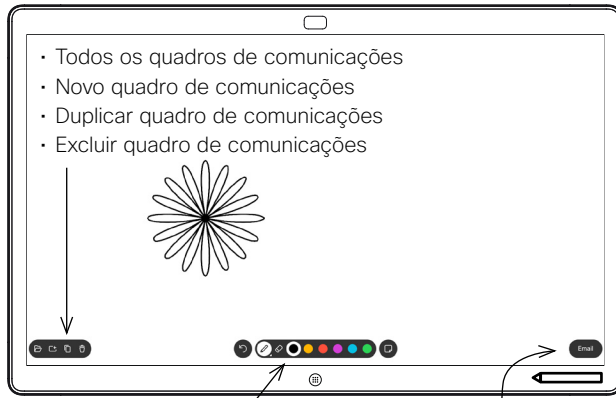 · Todos os quadros de comunicações
· Novo quadro de comunicações
· Duplicar quadro de comunicações
· Excluir quadro de comunicações
Email